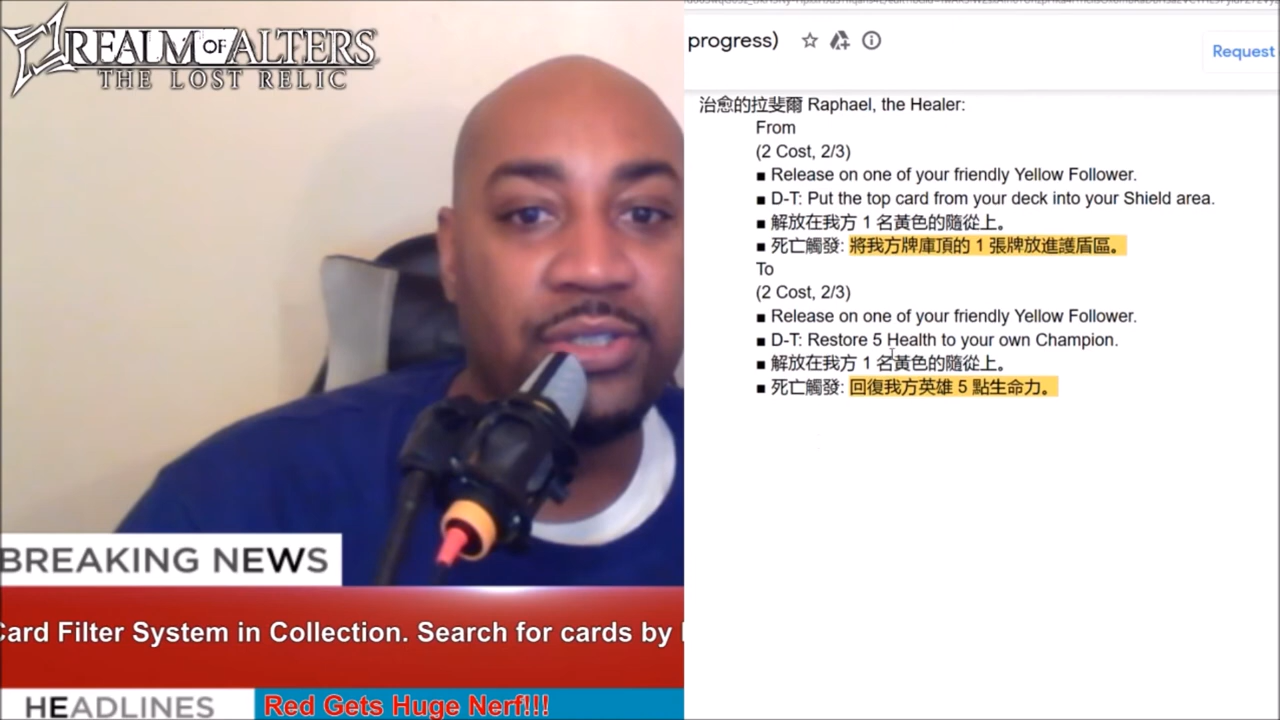 REALM OF ALTERS
THE LOST RELIC
progress)
Request
治愈的拉斐爾 Raphael, the Healer:
From
(2 Cost, 2/3)
■ Release on one of your friendly Yellow Follower.
■ D-T: Put the top card from your deck into your Shield area.
■ 解放在我方 1 名黃色的隨從上。
■ 死亡觸發: 將我方牌庫頂的 1 張牌放進護盾區。
To
(2 Cost, 2/3)
■ Release on one of your friendly Yellow Follower.
■ D-T: Restore 5 Health to your own Champion.
■ 解放在我方 1 名黃色的隨從上。
■ 死亡觸發: 回復我方英雄 5 點生命力。
BREAKING NEWS
Card Filter System in Collection. Search for cards by
HEADLINES
Red Gets Huge Nerf!!!